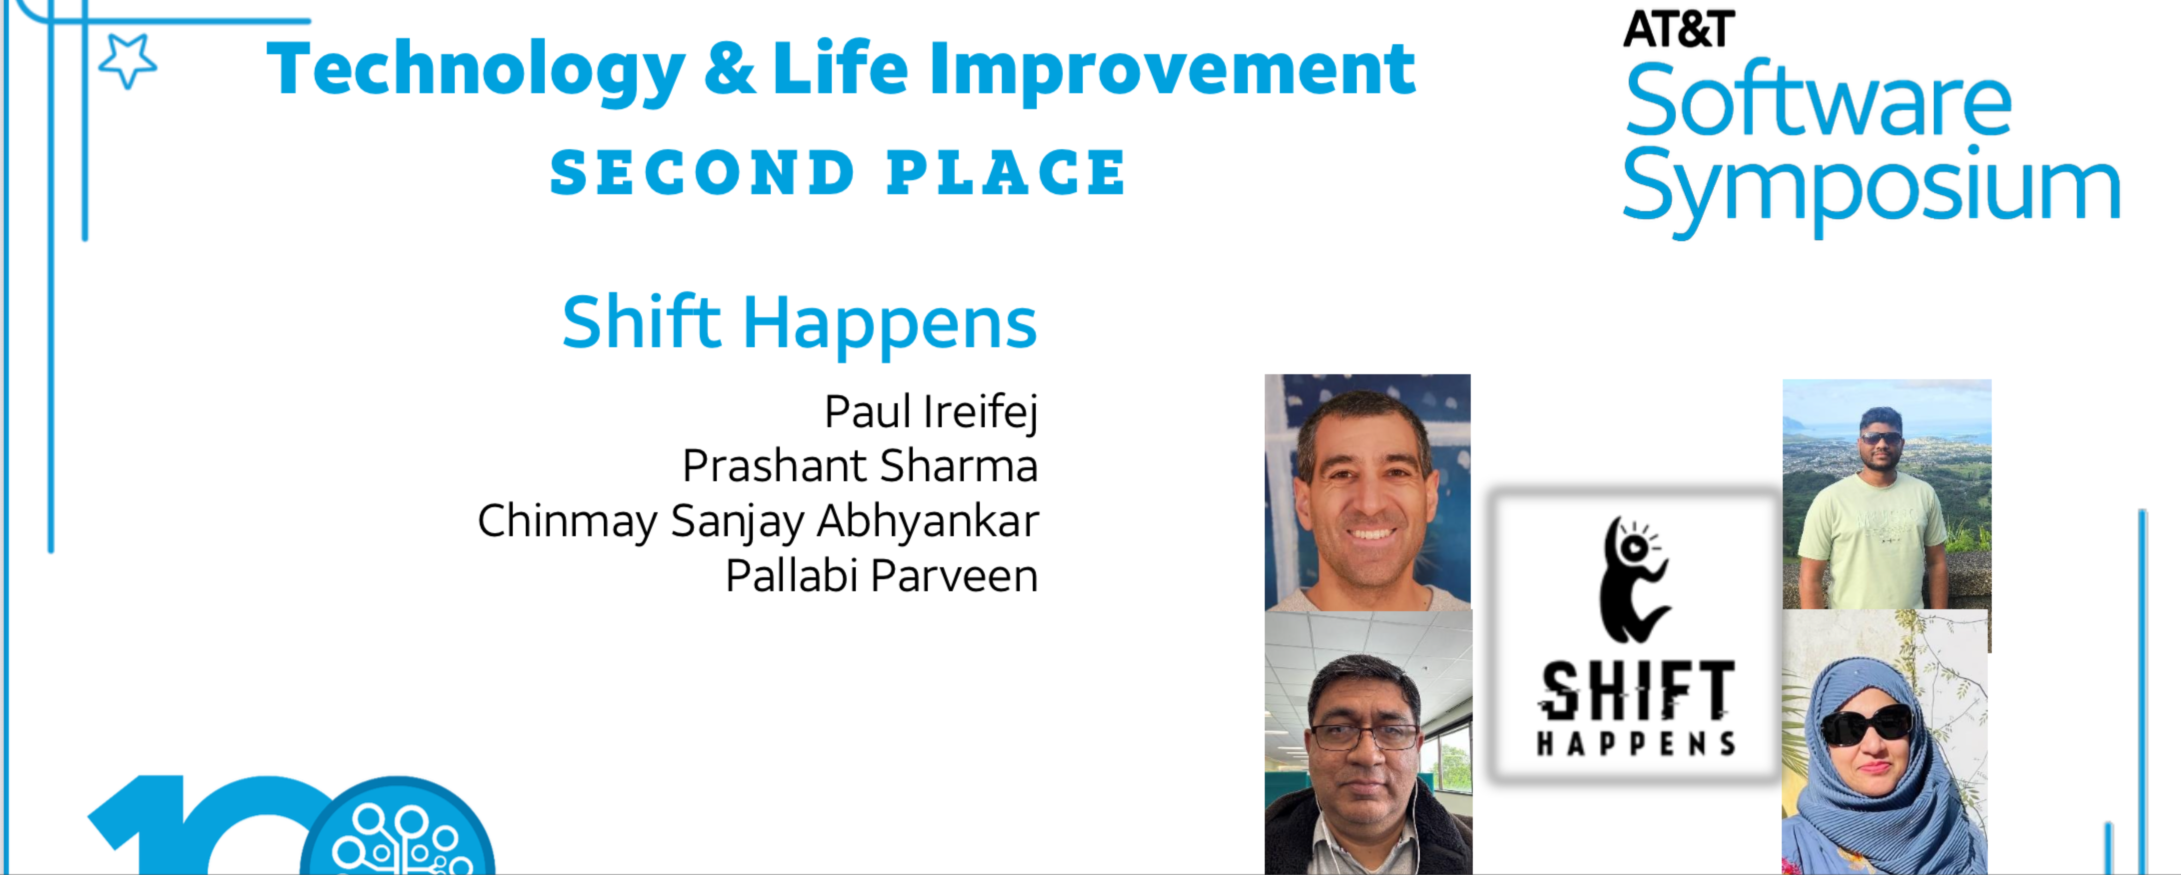 Technology & Life Improvement
SECOND PLACE
AT&T
Software
Symposium
Shift Happens
Paul Ireifej
Prashant Sharma
Chinmay Sanjay Abhyankar
Pallabi Parveen
SHIFT
HAPPENS
10